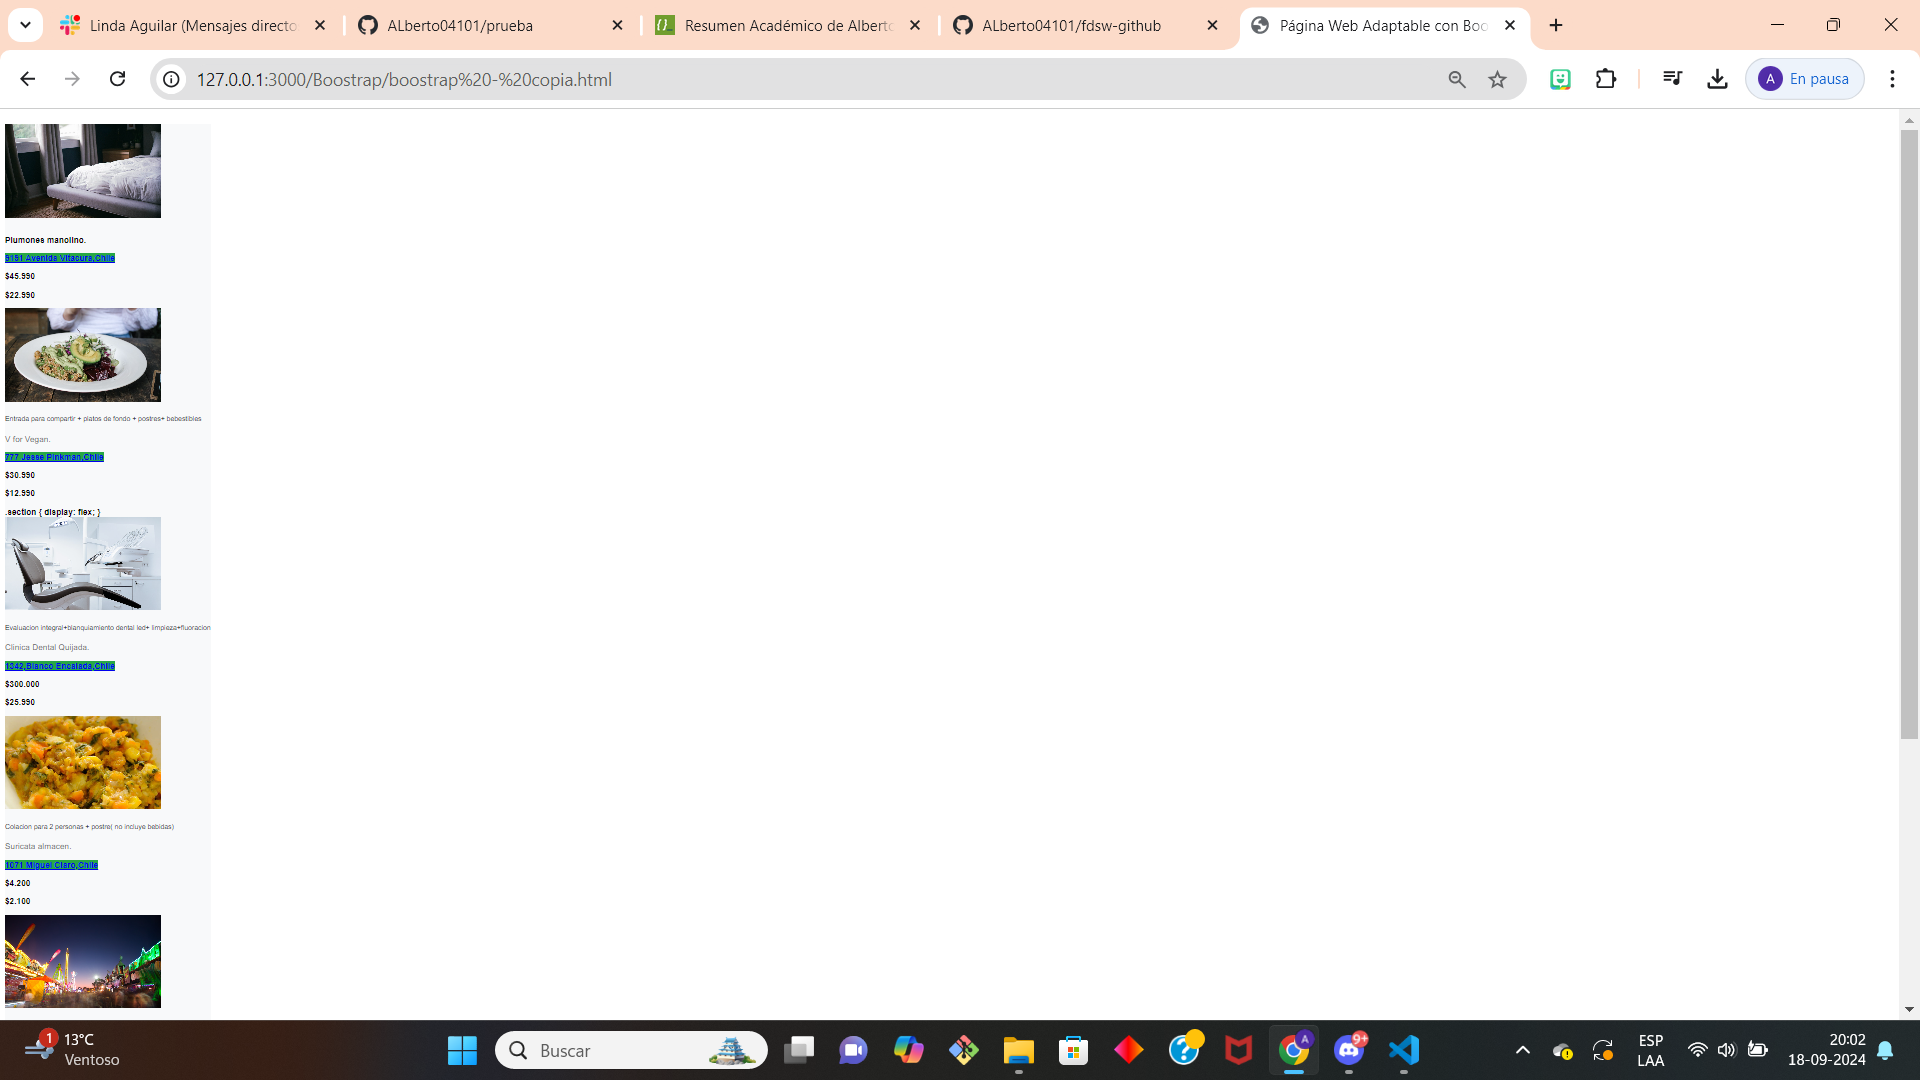 Linda Aguilar (Mensajes directo
ALberto04101/prueba
Resumen Académico de Alberto
ALberto04101/fdsw-github
Página Web Adaptable con Boo
127.0.0.1:3000/Boostrap/boostrap%20-%20copia.html
A
En pausa
Plumones manolino.
9191 Avenida Vitacura,Chile
$45.990
$22.990
Entrada para compartir + platos de fondo + postres+ bebestibles
V for Vegan.
777 Jesse Pinkman,Chile
$30.990
$12.990
.section { display: flex; }
Evaluacion integral+blanquiamiento dental led+ limpieza+fluoracion
Clinica Dental Quijada.
1342,Blanco Encalada,Chile
$300.000
$25.990
Colacion para 2 personas + postre( no incluye bebidas)
Suricata almacen.
1071 Miguel Claro,Chile
$4.200
$2.100
1
13°C
Ventoso
Buscar
A
9+
ESP
LAA
20:02
18-09-2024